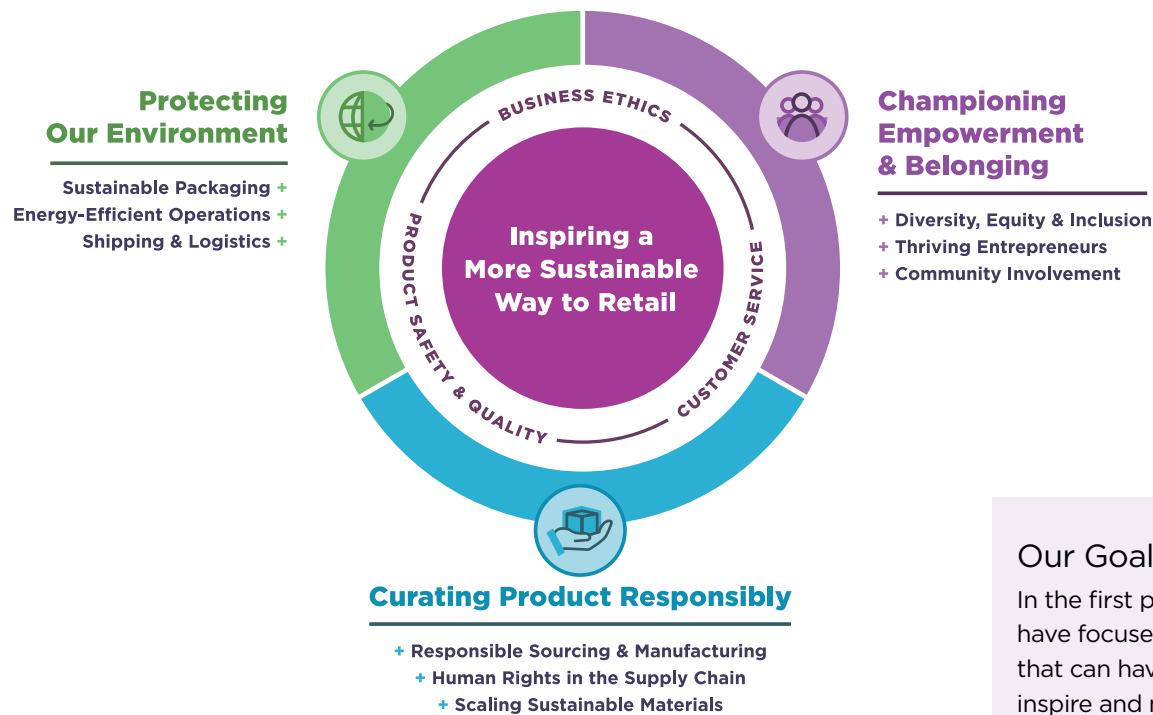 Protecting
Our Environment
Sustainable Packaging +
Energy-Efficient Operations +
Shipping & Logistics +
BUSINESS ETHICS
PRODUCT SAFETY & QUALITY
CUSTOMER SERVICE
Inspiring a
More Sustainable
Way to Retail
Championing
Empowerment
& Belonging
+ Diversity, Equity & Inclusion
+ Thriving Entrepreneurs
+ Community Involvement
Curating Product Responsibly
+ Responsible Sourcing & Manufacturing
+ Human Rights in the Supply Chain
+ Scaling Sustainable Materials
Our Goal
In the first p
have focuse
that can hav
inspire and